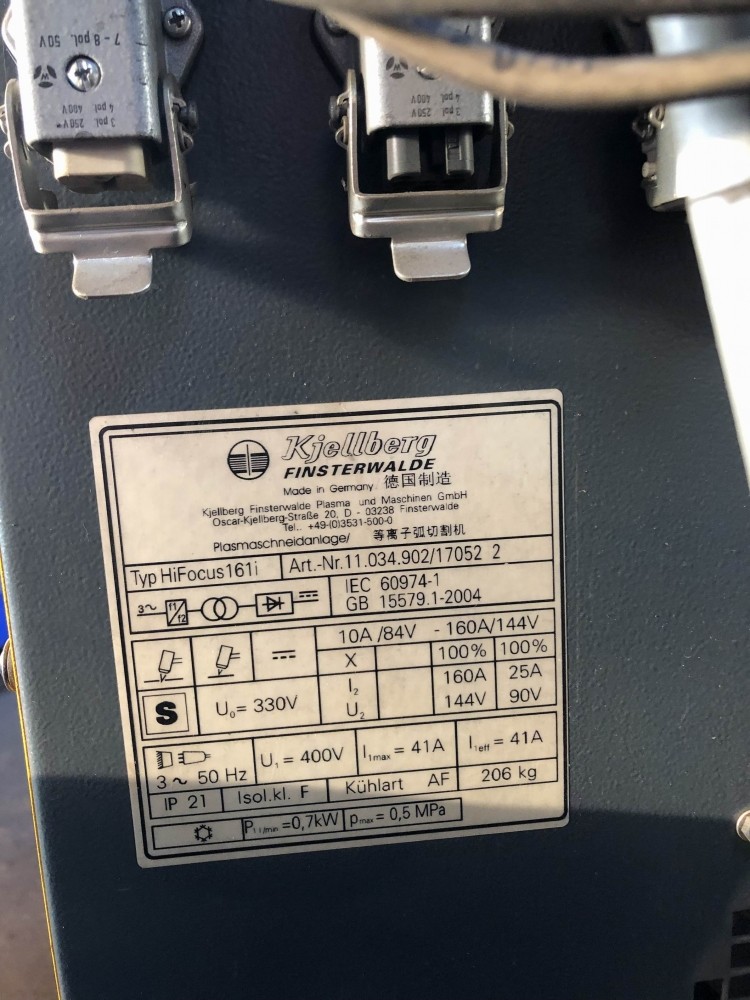 7-8 pol. 50V
3 pol. 250V~
4 pol. 400V
3 pol. 250V
4 pol. 400V
Kjellberg
FINSTERWALDE
Made in Germany 德国制造
Kjellberg Finsterwalde Plasma und Maschinen GmbH
Oscar-Kjellberg-Straße 20, D - 03238 Finsterwalde
Tel.. +49-(0)3531-500-0
Plasmaschneidanlage/ 等离子弧切割机
Typ HiFocus161i Art.-Nr.11.034.902/17052 2
3~ f1 f2 IEC 60974-1
GB 15579.1-2004
10A /84V - 160A/144V
X 100% 100%
S U₀= 330V I₂ 160A 25A
U₂ 144V 90V
3 ~ 50 Hz U₁ = 400V I1max = 41A I1eff = 41A
IP 21 Isol.kl. F Kühlart AF 206 kg
P1 l/min =0,7kW pmax = 0,5 MPa